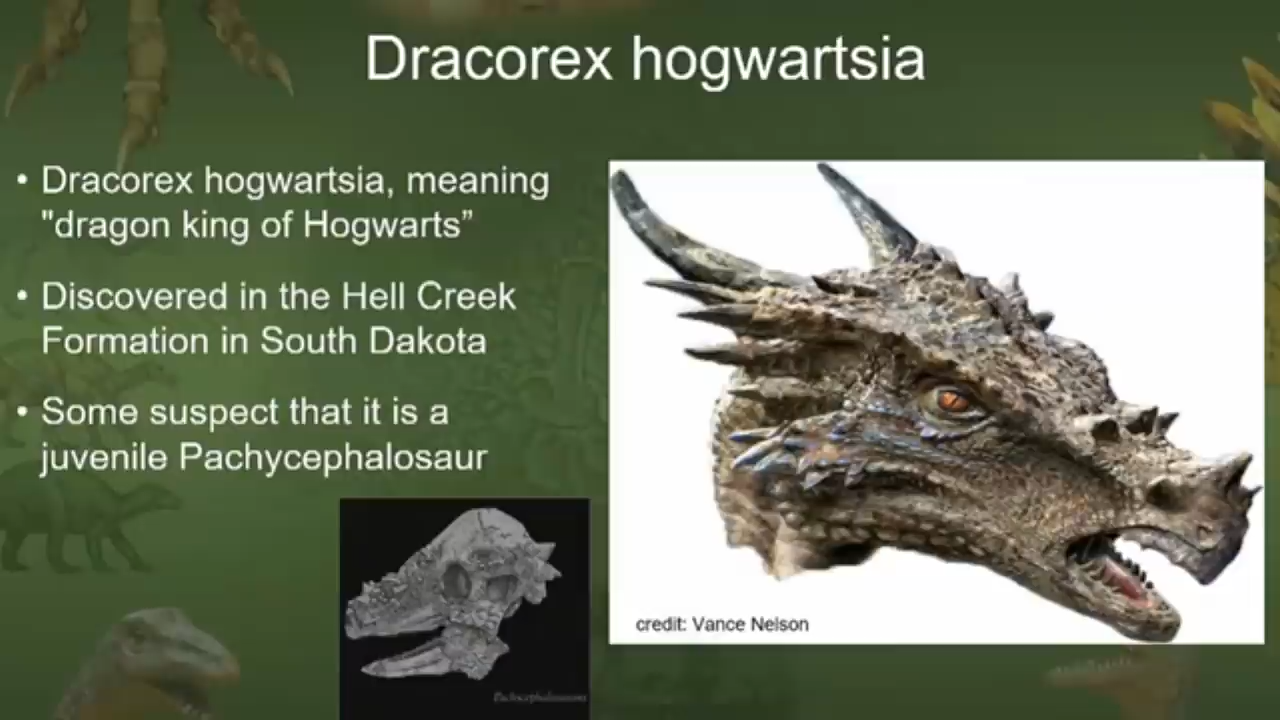 Dracorex hogwartsia
• Dracorex hogwartsia, meaning
"dragon king of Hogwarts”
• Discovered in the Hell Creek
Formation in South Dakota
• Some suspect that it is a
juvenile Pachycephalosaur
credit: Vance Nelson